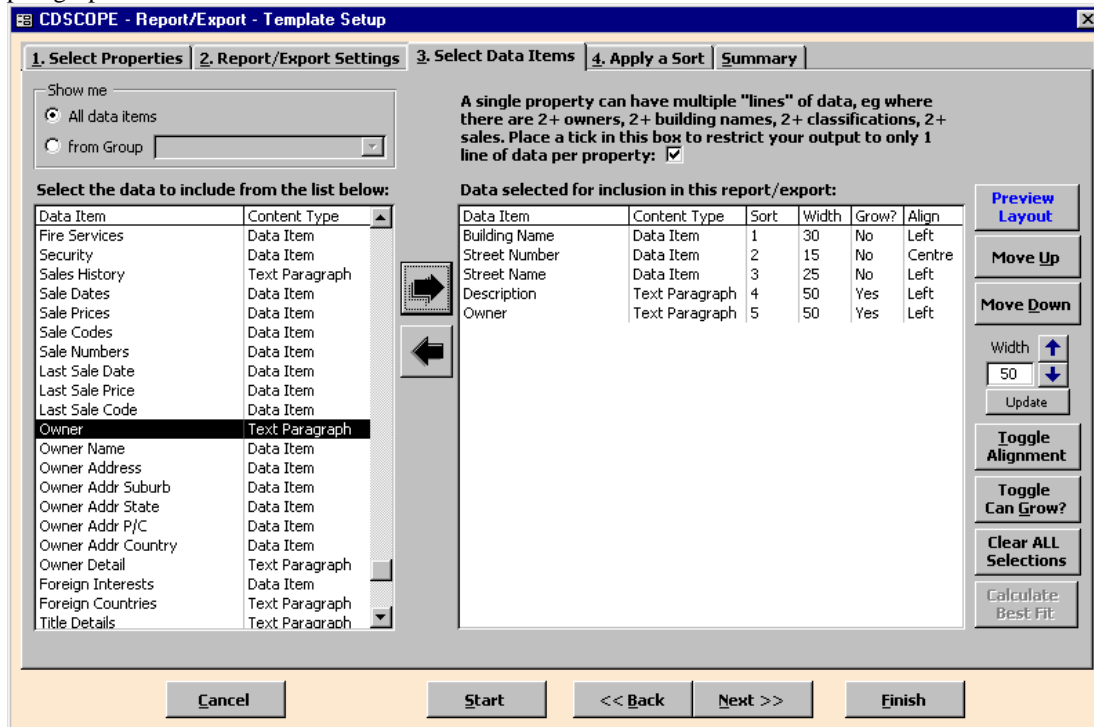 CDSCOPE - Report/Export - Template Setup
1. Select Properties 2. Report/Export Settings 3. Select Data Items 4. Apply a Sort Summary
Show me
All data items
from Group
A single property can have multiple "lines" of data, eg where
there are 2+ owners, 2+ building names, 2+ classifications, 2+
sales. Place a tick in this box to restrict your output to only 1
line of data per property:
Select the data to include from the list below:
Data Item Content Type
Fire Services Data Item
Security Data Item
Sales History Text Paragraph
Sale Dates Data Item
Sale Prices Data Item
Sale Codes Data Item
Sale Numbers Data Item
Last Sale Date Data Item
Last Sale Price Data Item
Last Sale Code Data Item
Owner Text Paragraph
Owner Name Data Item
Owner Address Data Item
Owner Addr Suburb Data Item
Owner Addr State Data Item
Owner Addr P/C Data Item
Owner Addr Country Data Item
Owner Detail Text Paragraph
Foreign Interests Data Item
Foreign Countries Text Paragraph
Title Details Text Paragraph
Data selected for inclusion in this report/export:
Data Item Content Type Sort Width Grow? Align
Building Name Data Item 1 30 No Left
Street Number Data Item 2 15 No Centre
Street Name Data Item 3 25 No Left
Description Text Paragraph 4 50 Yes Left
Owner Text Paragraph 5 50 Yes Left
Preview
Layout
Move Up
Move Down
Width
50
Update
Toggle
Alignment
Toggle
Can Grow?
Clear ALL
Selections
Calculate
Best Fit
Cancel Start << Back Next >> Finish